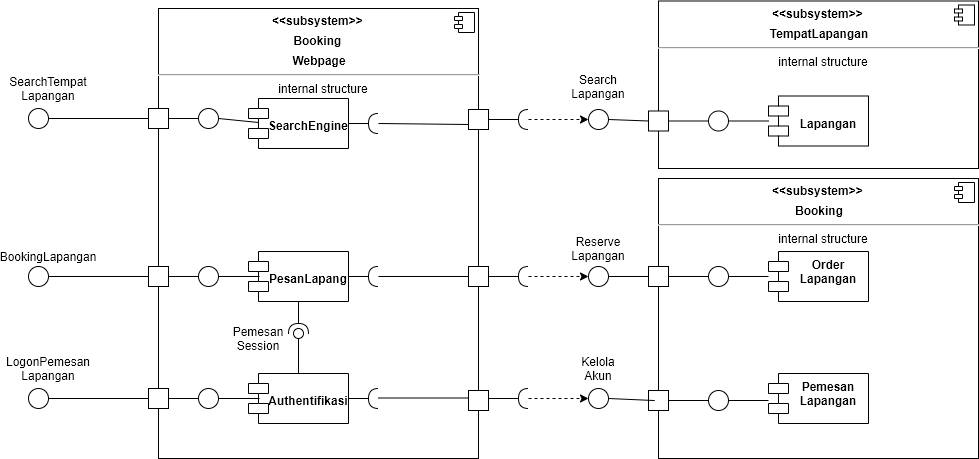 <<subsystem>>
Booking
Webpage
internal structure
SearchTempat
Lapangan
SearchEngine
BookingLapangan
PesanLapang
Pemesan
Session
LogonPemesan
Lapangan
Authentifikasi
Search
Lapangan
Reserve
Lapangan
Kelola
Akun
<<subsystem>>
TempatLapangan
internal structure
Lapangan
<<subsystem>>
Booking
internal structure
Order
Lapangan
Pemesan
Lapangan